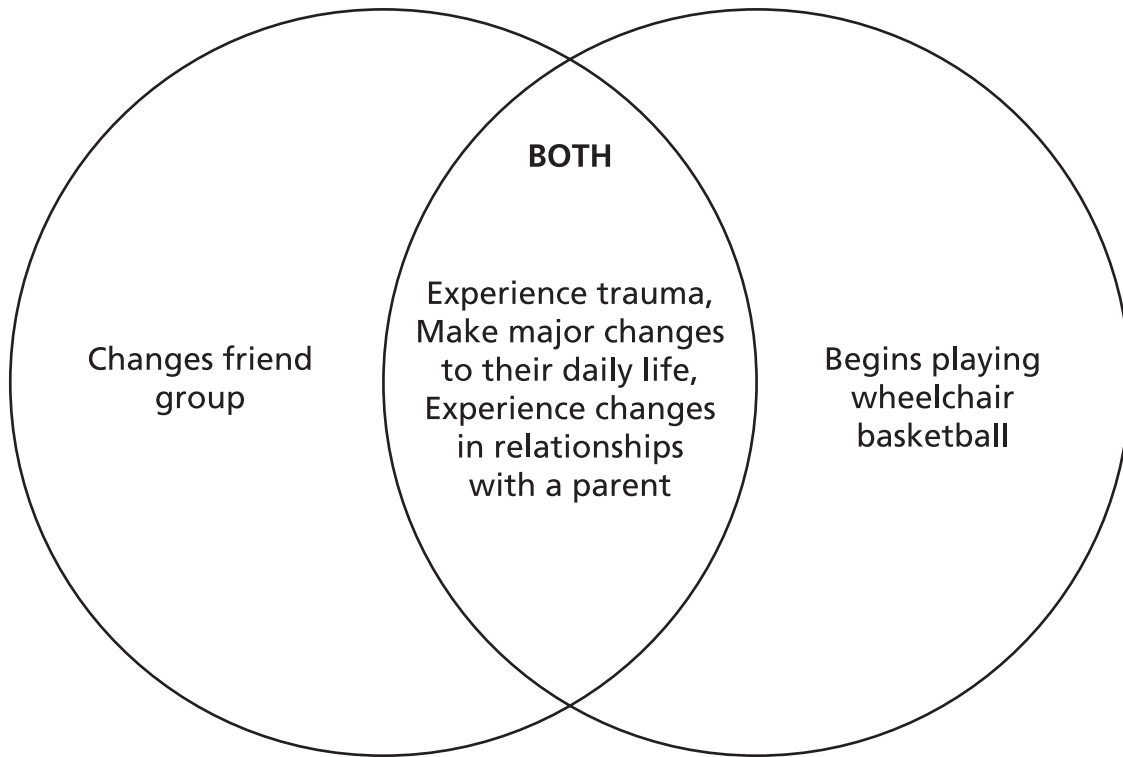 BOTH
Changes friend
group
Experience trauma,
Make major changes
to their daily life,
Experience changes
in relationships
with a parent
Begins playing
wheelchair
basketball